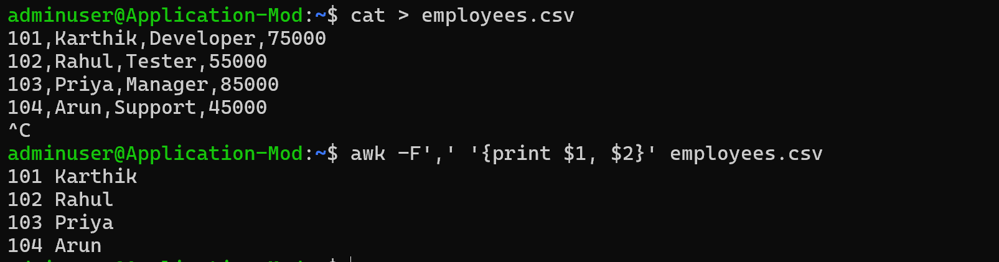 adminuser@Application-Mod:~$ cat > employees.csv
101,Karthik,Developer,75000
102,Rahul,Tester,55000
103,Priya,Manager,85000
104,Arun,Support,45000
^C
adminuser@Application-Mod:~$ awk -F',' '{print $1, $2}' employees.csv
101 Karthik
102 Rahul
103 Priya
104 Arun